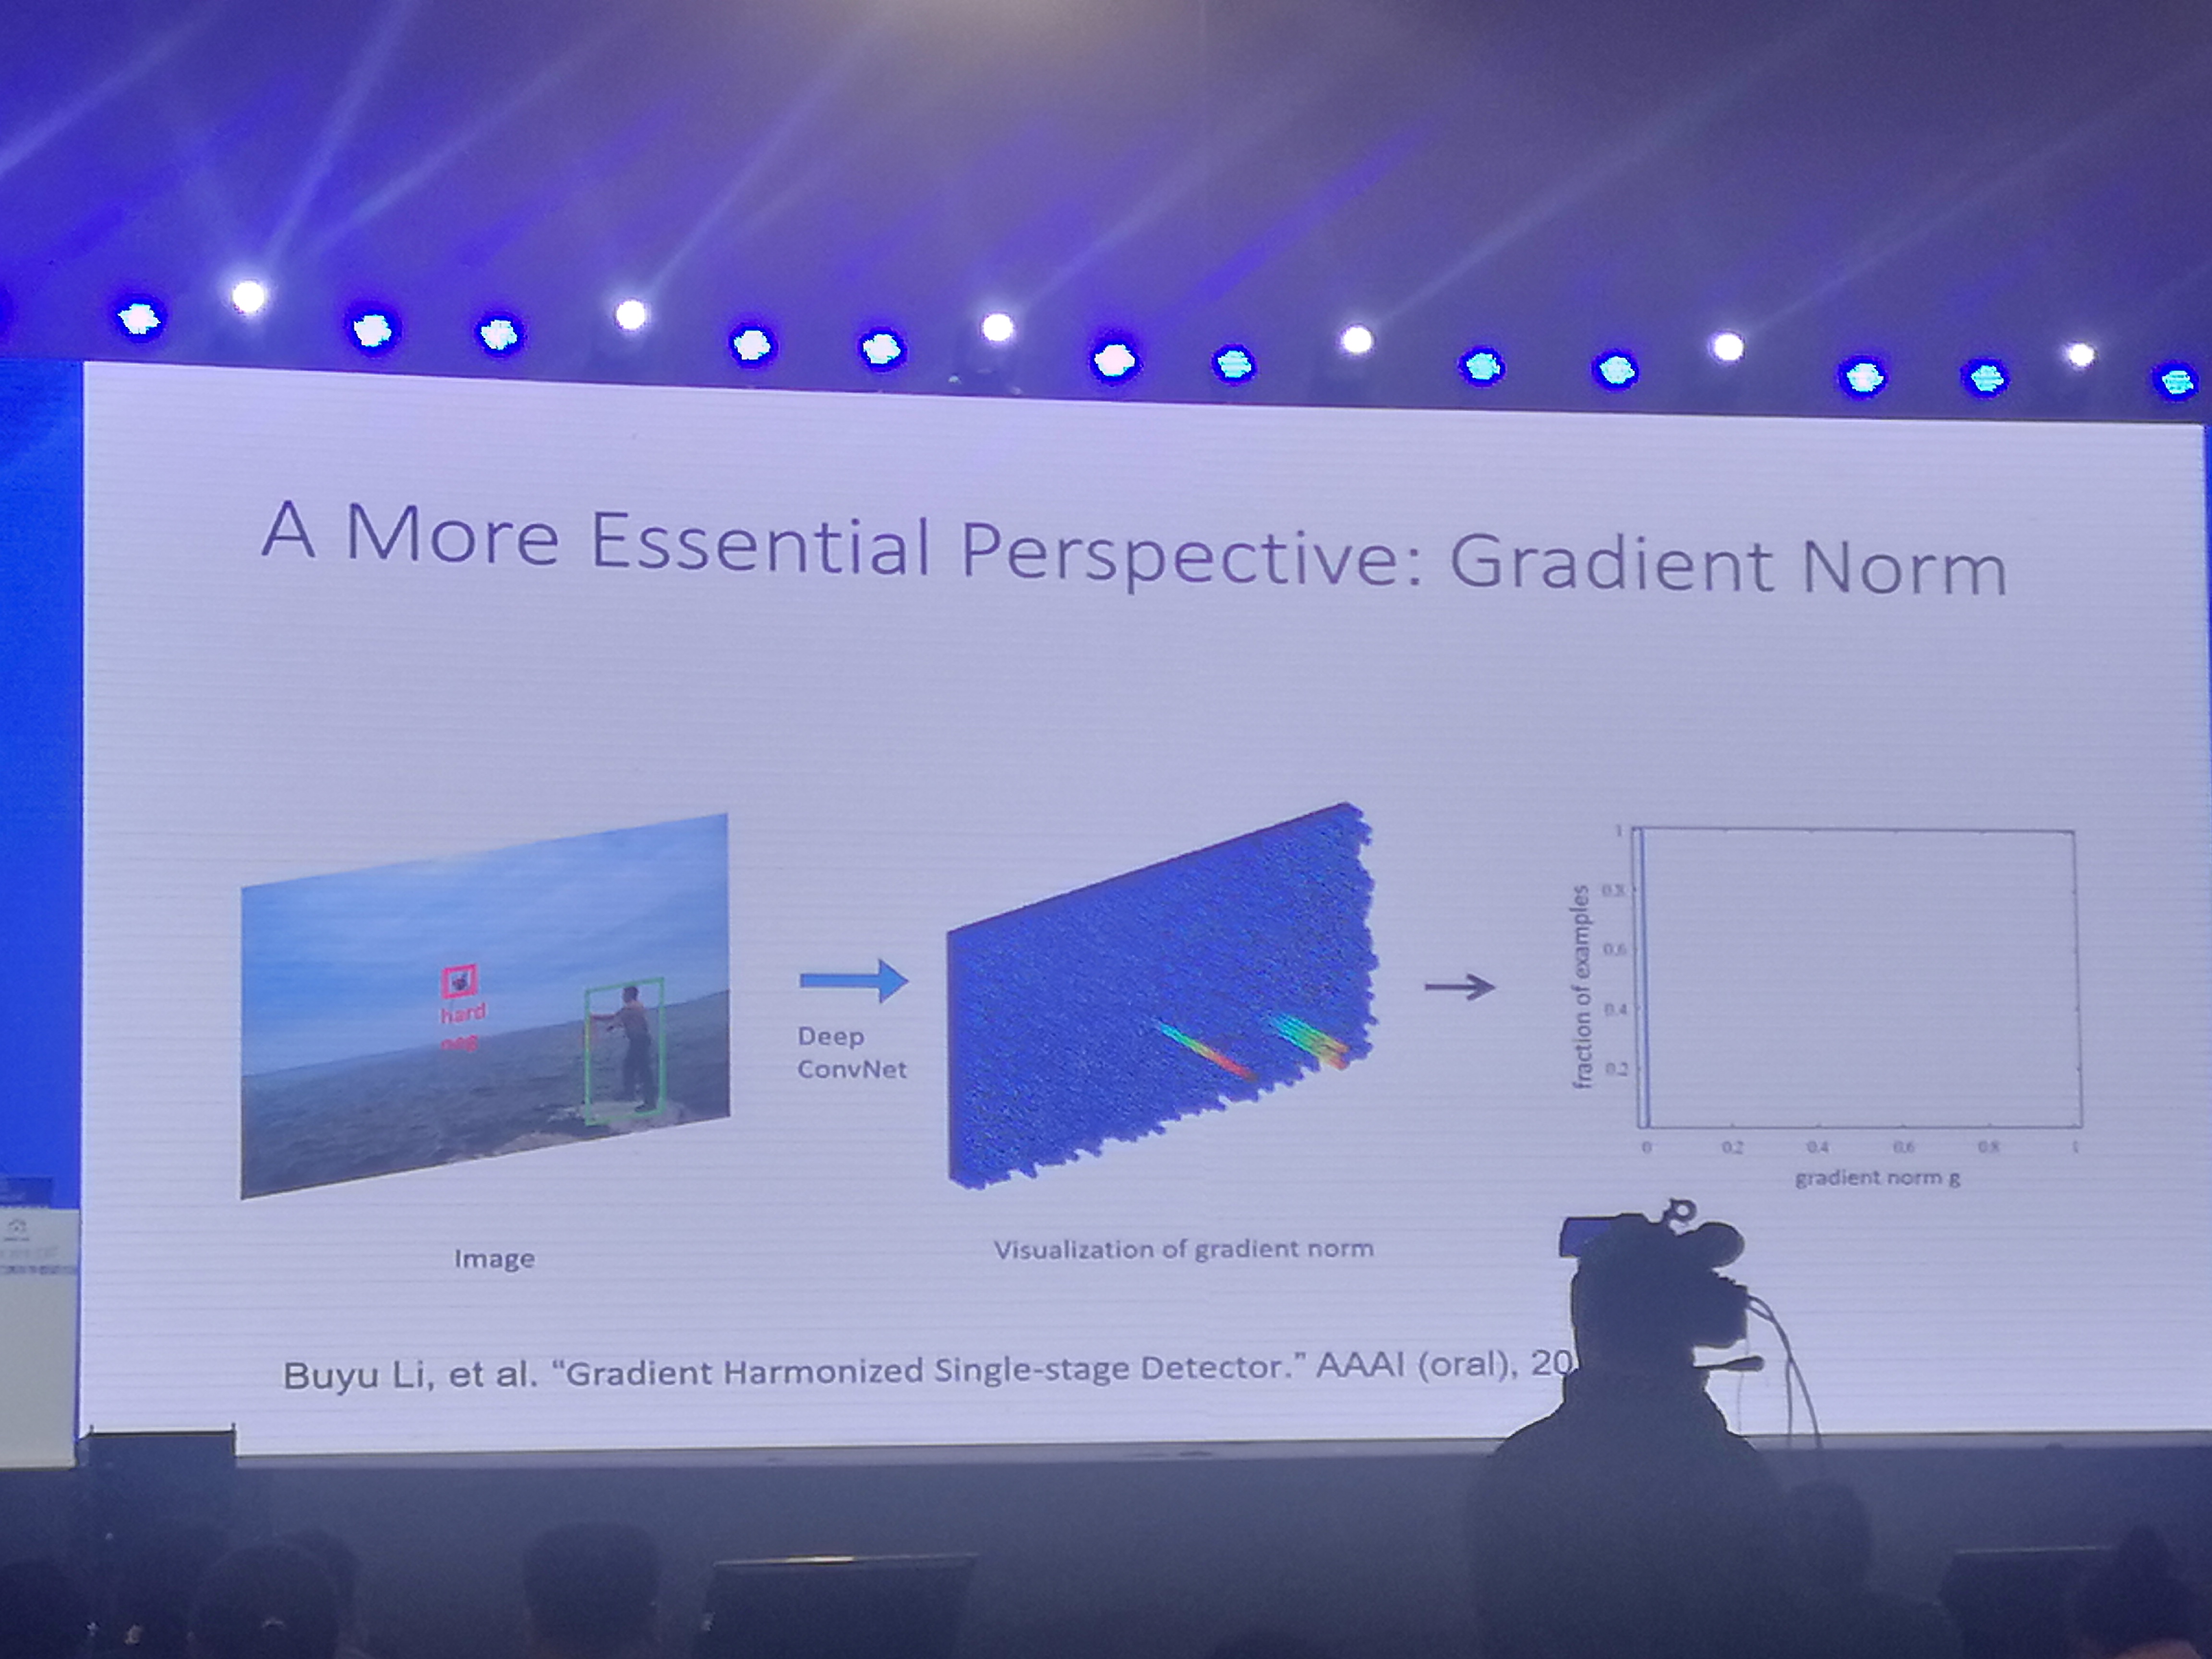 A More Essential Perspective: Gradient Norm
hard
neg
Deep
ConvNet
Image
Visualization of gradient norm
fraction of examples
1
0.8
0.6
0.4
0.2
0
0.2
0.4
0.6
0.8
1
gradient norm g
Buyu Li, et al. “Gradient Harmonized Single-stage Detector.” AAAI (oral), 20